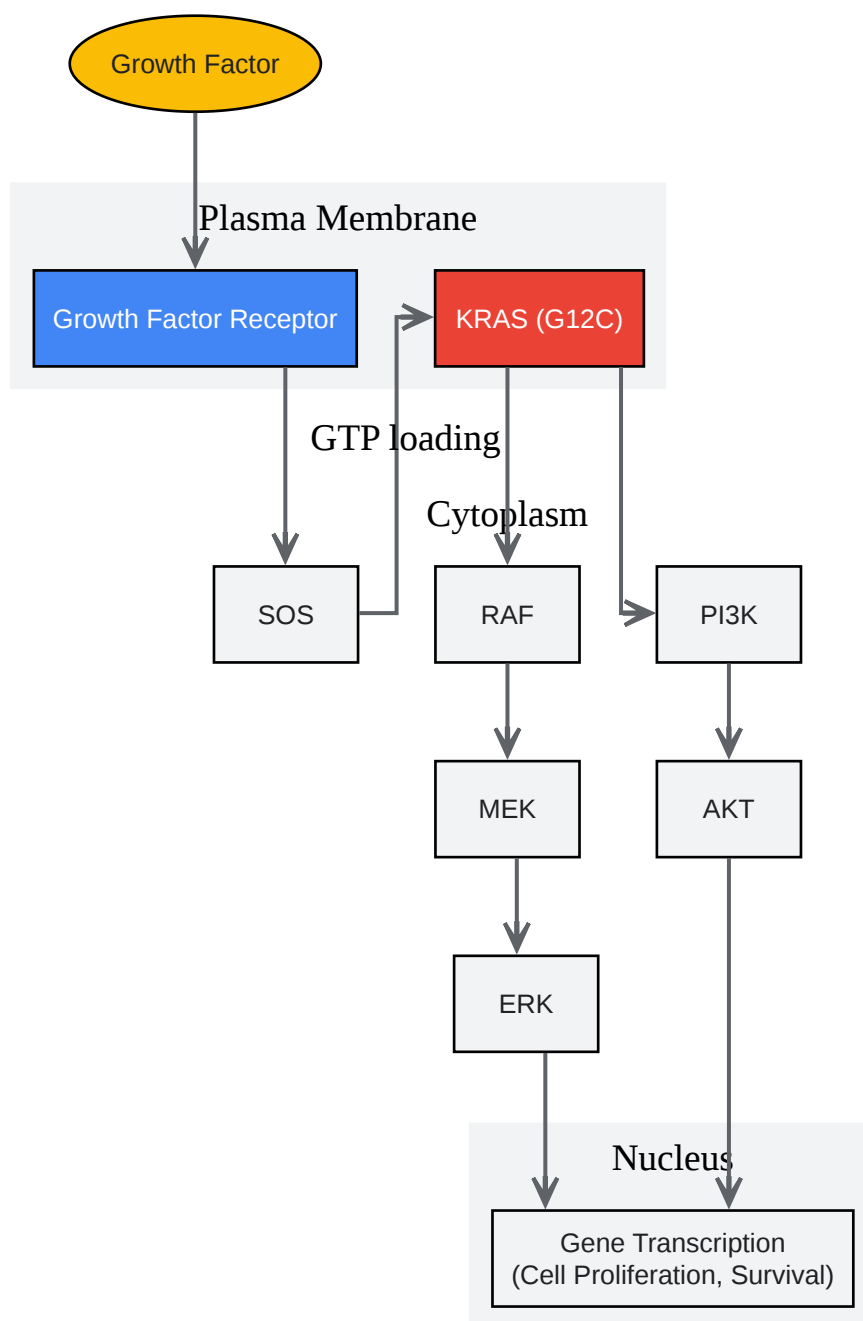 Growth Factor
Plasma Membrane
Growth Factor Receptor
KRAS (G12C)
GTP loading
Cytoplasm
SOS
RAF
PI3K
MEK
AKT
ERK
Nucleus
Gene Transcription
(Cell Proliferation, Survival)